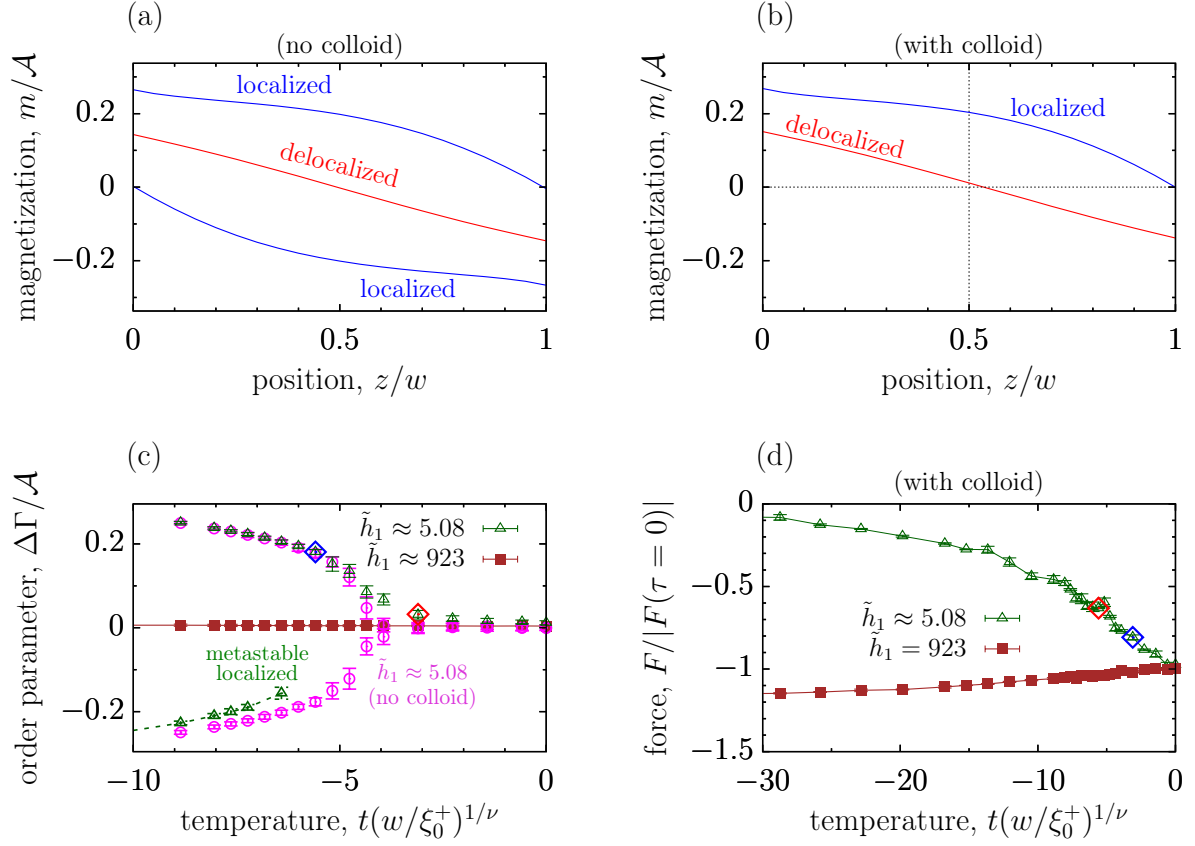 (a)
(no colloid)
magnetization, m/𝒜
0.2
0
−0.2
localized
delocalized
localized
0
0.5
1
position, z/w
(b)
(with colloid)
magnetization, m/𝒜
0.2
0
−0.2
localized
delocalized
0
0.5
1
position, z/w
(c)
order parameter, ΔΓ/𝒜
0.2
0
−0.2
h̃₁ ≈ 5.08
h̃₁ ≈ 923
metastable
localized
h̃₁ ≈ 5.08
(no colloid)
−10
−5
0
temperature, t(w/ξ₀⁺)^{1/ν}
(d)
(with colloid)
force, F/|F(τ = 0)|
0
−0.5
−1
−1.5
h̃₁ ≈ 5.08
h̃₁ = 923
−30
−20
−10
0
temperature, t(w/ξ₀⁺)^{1/ν}